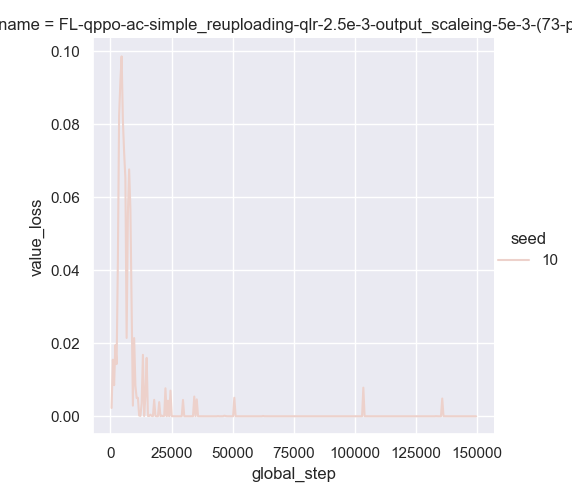 name = FL-qppo-ac-simple_reuploading-qlr-2.5e-3-output_scaleing-5e-3-(73-p
0.10
0.08
0.06
0.04
0.02
0.00
value_loss
0 25000 50000 75000 100000 125000 150000
global_step
seed
10